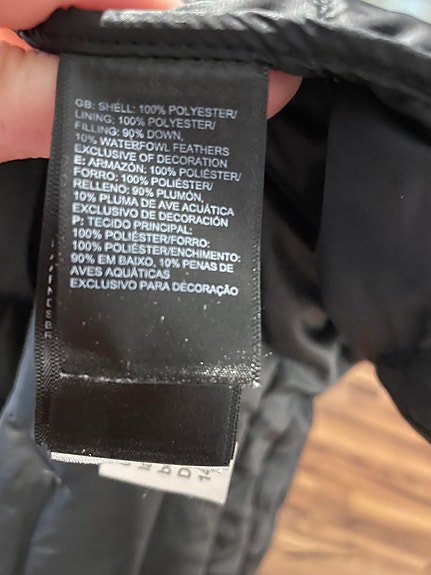 GB: SHELL: 100% POLYESTER/
LINING: 100% POLYESTER/
FILLING: 90% DOWN,
10% WATERFOWL FEATHERS
EXCLUSIVE OF DECORATION
E: ARMAZÓN: 100% POLIÉSTER/
FORRO: 100% POLIÉSTER/
RELLENO: 90% PLUMÓN,
10% PLUMA DE AVE ACUÁTICA
EXCLUSIVO DE DECORACIÓN
P: TECIDO PRINCIPAL:
100% POLIÉSTER/FORRO:
100% POLIÉSTER/ENCHIMENTO:
90% EM BAIXO, 10% PENAS DE
AVES AQUÁTICAS
EXCLUSIVO PARA DECORAÇÃO